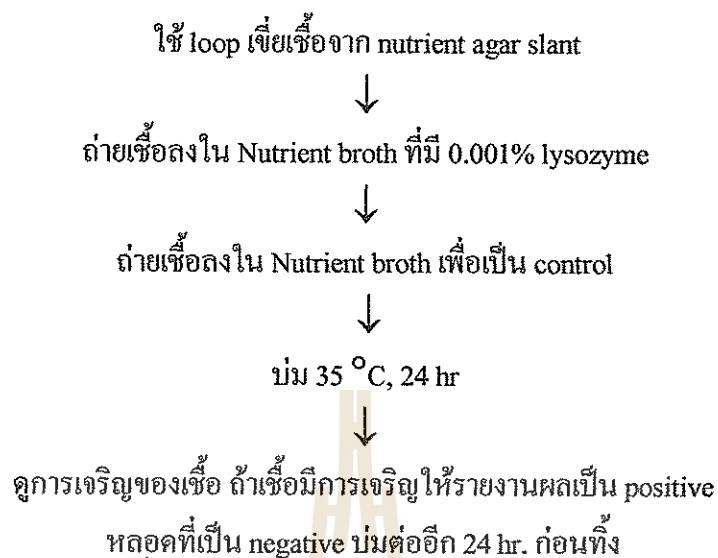 ใช้ loop เขี่ยเชื้อจาก nutrient agar slant
ถ่ายเชื้อลงใน Nutrient broth ที่มี 0.001% lysozyme
ถ่ายเชื้อลงใน Nutrient broth เพื่อเป็น control
บ่ม 35 °C, 24 hr
ดูการเจริญของเชื้อ ถ้าเชื้อมีการเจริญให้รายงานผลเป็น positive
หลอดที่เป็น negative บ่มต่ออีก 24 hr. ก่อนทิ้ง